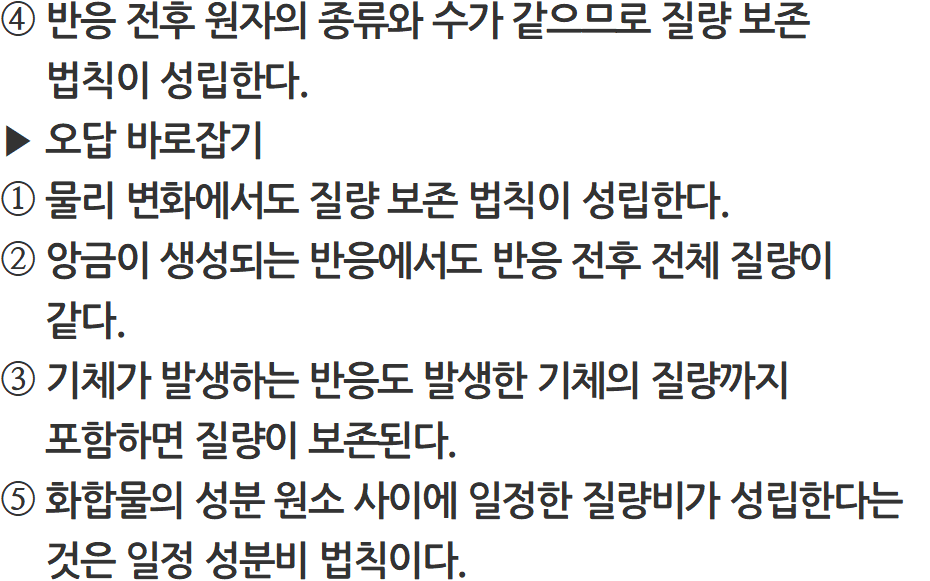 ④ 반응 전후 원자의 종류와 수가 같으므로 질량 보존
법칙이 성립한다.
▶ 오답 바로잡기
① 물리 변화에서도 질량 보존 법칙이 성립한다.
② 앙금이 생성되는 반응에서도 반응 전후 전체 질량이
같다.
③ 기체가 발생하는 반응도 발생한 기체의 질량까지
포함하면 질량이 보존된다.
⑤ 화합물의 성분 원소 사이에 일정한 질량비가 성립한다는
것은 일정 성분비 법칙이다.